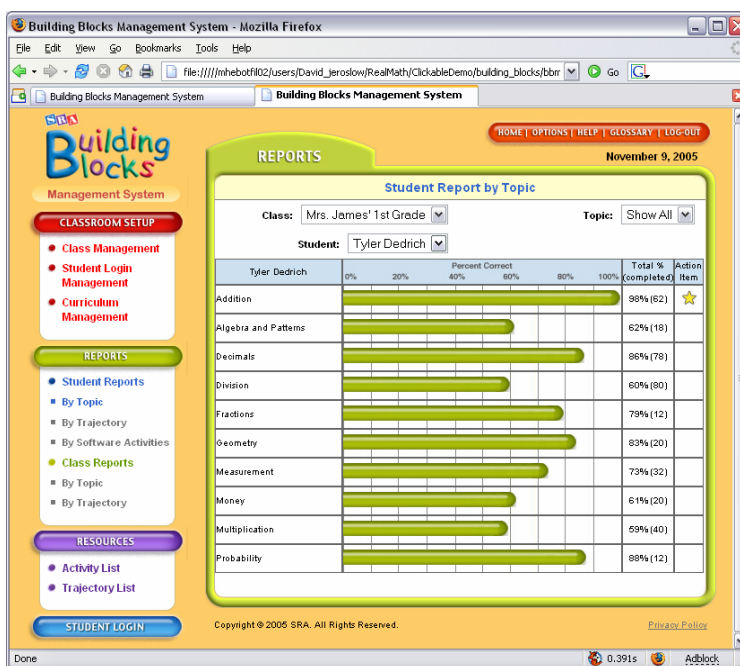 Building Blocks Management System - Mozilla Firefox
File Edit View Go Bookmarks Tools Help
file://///mhebotfil02/users/David_jeroslow/RealMath/ClickableDemo/building_blocks/bbmr Go
Building Blocks Management System Building Blocks Management System
SRA
Building Blocks
Management System
HOME | OPTIONS | HELP | GLOSSARY | LOG-OUT
REPORTS November 9, 2005
Student Report by Topic
Class: Mrs. James' 1st Grade Topic: Show All
Student: Tyler Dedrich
CLASSROOM SETUP
Class Management
Student Login
Management
Curriculum
Management
REPORTS
Student Reports
By Topic
By Trajectory
By Software Activities
Class Reports
By Topic
By Trajectory
RESOURCES
Activity List
Trajectory List
STUDENT LOGIN
Tyler Dedrich Percent Correct Total % (completed) Action Item
0% 20% 40% 60% 80% 100%
Addition 98% (62)
Algebra and Patterns 62% (18)
Decimals 86% (78)
Division 60% (80)
Fractions 79% (12)
Geometry 83% (20)
Measurement 73% (32)
Money 61% (20)
Multiplication 59% (40)
Probability 88% (12)
Copyright © 2005 SRA. All Rights Reserved. Privacy Policy
Done 0.391s Adblock